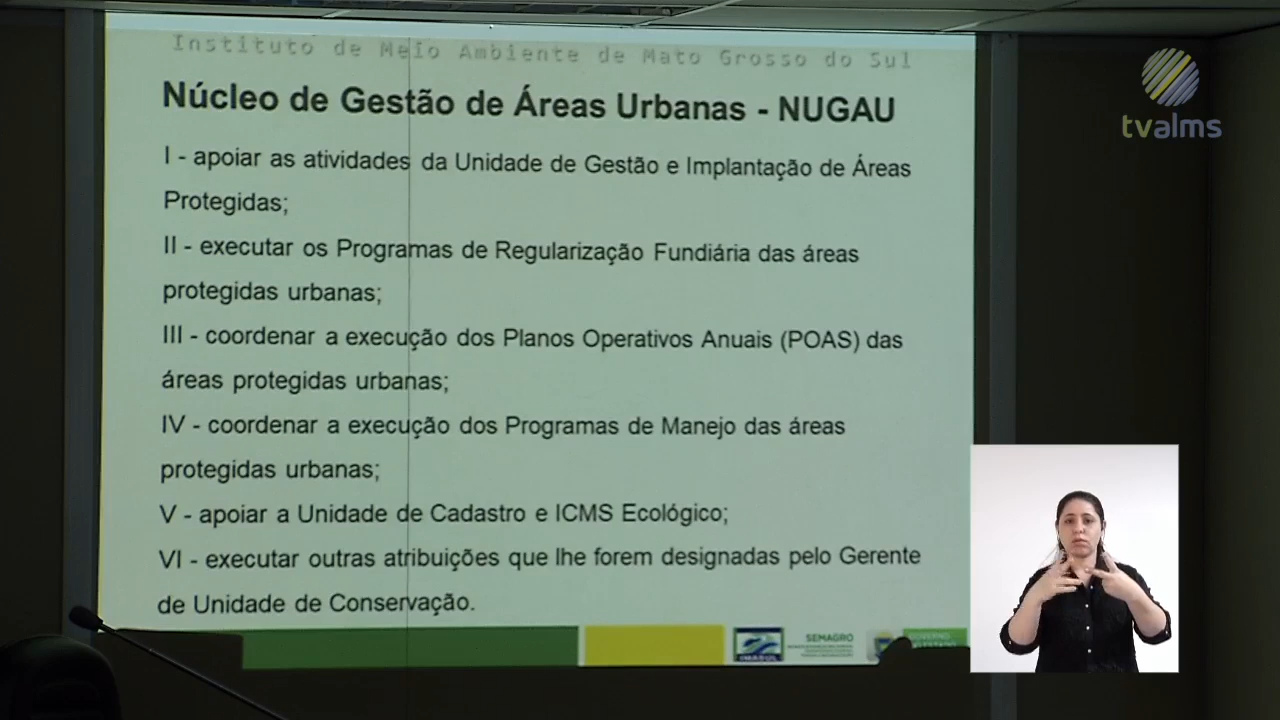 Instituto de Meio Ambiente de Mato Grosso do Sul
Núcleo de Gestão de Áreas Urbanas - NUGAU
I - apoiar as atividades da Unidade de Gestão e Implantação de Áreas
Protegidas;
II - executar os Programas de Regularização Fundiária das áreas
protegidas urbanas;
III - coordenar a execução dos Planos Operativos Anuais (POAS) das
áreas protegidas urbanas;
IV - coordenar a execução dos Programas de Manejo das áreas
protegidas urbanas;
V - apoiar a Unidade de Cadastro e ICMS Ecológico;
VI - executar outras atribuições que lhe forem designadas pelo Gerente
de Unidade de Conservação.
IMASUL
SEMAGRO
GOVERNO
tvalms